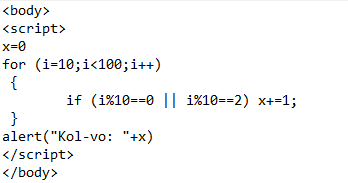 <body>
<script>
x=0
for (i=10;i<100;i++)
 {
        if (i%10==0 || i%10==2) x+=1;
 }
alert("Kol-vo: "+x)
</script>
</body>